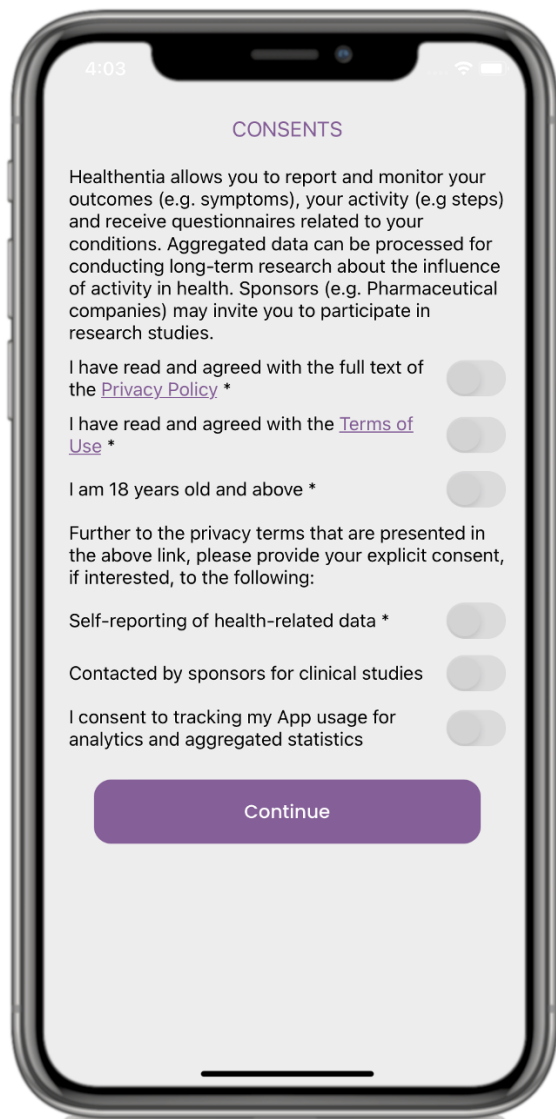 4:03
CONSENTS
Healthentia allows you to report and monitor your
outcomes (e.g. symptoms), your activity (e.g steps)
and receive questionnaires related to your
conditions. Aggregated data can be processed for
conducting long-term research about the influence
of activity in health. Sponsors (e.g. Pharmaceutical
companies) may invite you to participate in
research studies.
I have read and agreed with the full text of
the Privacy Policy *
I have read and agreed with the Terms of
Use *
I am 18 years old and above *
Further to the privacy terms that are presented in
the above link, please provide your explicit consent,
if interested, to the following:
Self-reporting of health-related data *
Contacted by sponsors for clinical studies
I consent to tracking my App usage for
analytics and aggregated statistics
Continue